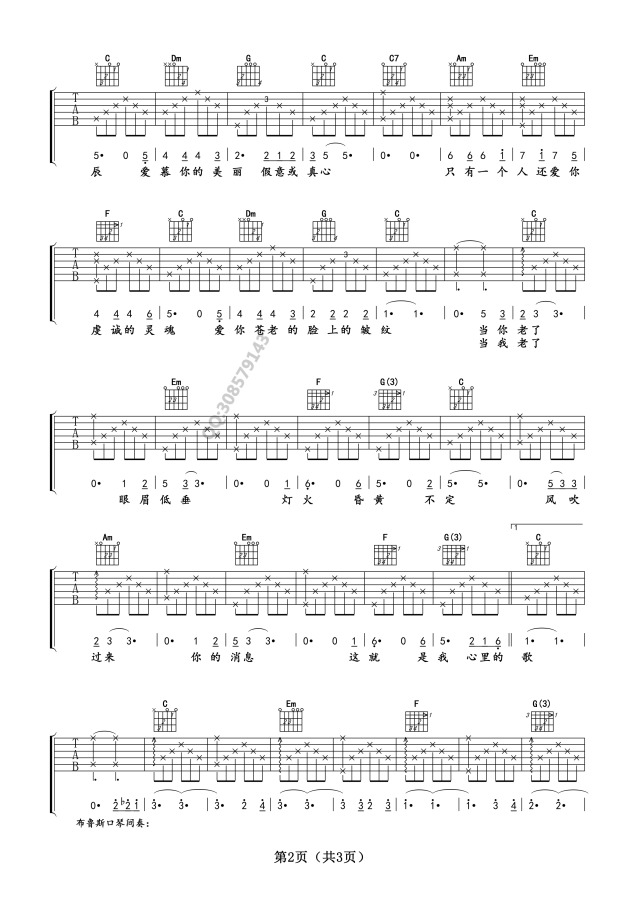 C Dm G C C7 Am Em
3
T A B
5· 0 5 4 4 3 4 2· 2 1 2 3 5 5· 0· 0· 6 6 6 1 7 1 7 5
辰 爱 慕 你 的 美 丽 假 意 或 真 心 只 有 一 个 人 还 爱 你
F C Dm G C C
3
T A B
4 4 4 6 5· 0 5 4 4 4 3 2 2 2 2 1· 1· 0· 5 3 2 3 3·
虔 诚 的 灵 魂 爱 你 苍 老 的 脸 上 的 皱 纹 当 你 老 了
当 我 老 了
QQ:308579143
Em F G(3) C
T A B
0· 1 2 5 3 3· 0· 0 1 6· 0 6 5· 0 2 5· 5· 0· 5 3 3
眼 眉 低 垂 灯 火 昏 黄 不 定 风 吹
Am Em F G(3) C
T A B
2 3 3· 0· 1 2 5 3 3· 0· 0 1 6· 0 6 5· 2 1 6 1· 1·
过 来 你 的 消 息 这 就 是 我 心 里 的 歌
C Em F G(3)
T A B
0· 2 ♭2 1 3· 3· 3· 2 4 3· 3· 3 2 3 1· 1· 1· 3 4 2· 2·
布鲁斯口琴间奏:
第2页（共3页）